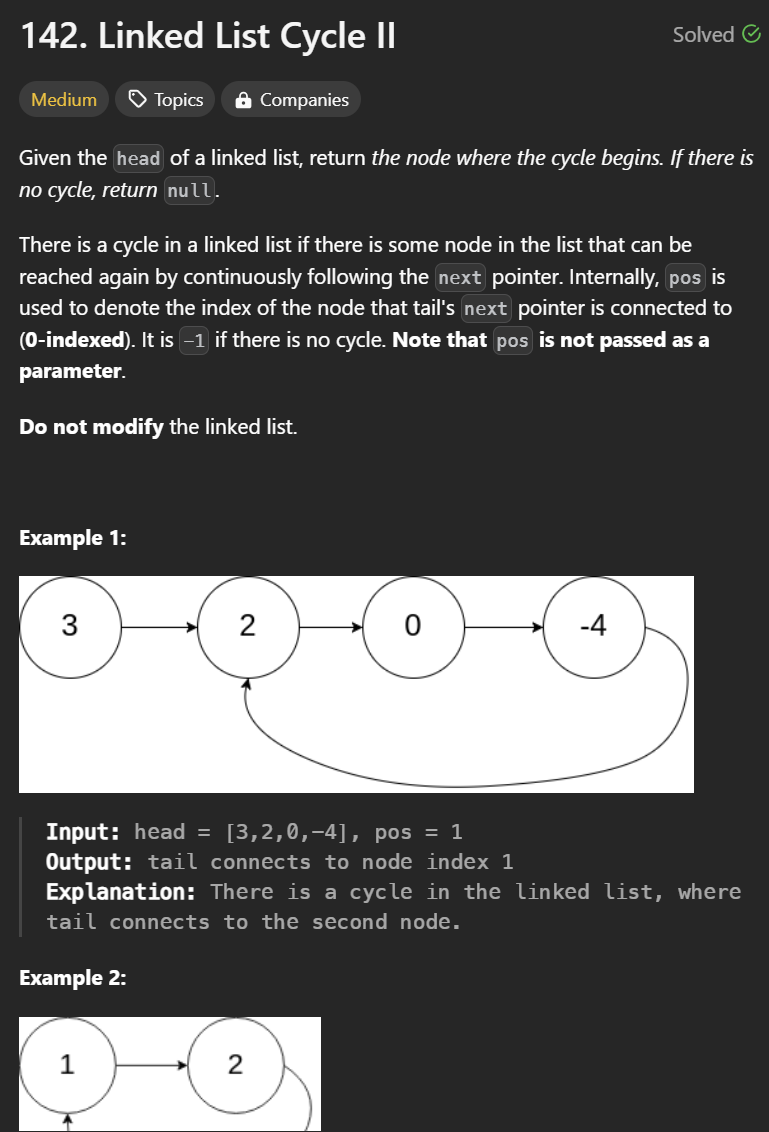 142. Linked List Cycle II
Solved
Medium
Topics
Companies
Given the head of a linked list, return the node where the cycle begins. If there is
no cycle, return null.
There is a cycle in a linked list if there is some node in the list that can be
reached again by continuously following the next pointer. Internally, pos is
used to denote the index of the node that tail's next pointer is connected to
(0-indexed). It is -1 if there is no cycle. Note that pos is not passed as a
parameter.
Do not modify the linked list.
Example 1:
3 2 0 -4
Input: head = [3,2,0,-4], pos = 1
Output: tail connects to node index 1
Explanation: There is a cycle in the linked list, where
tail connects to the second node.
Example 2:
1 2